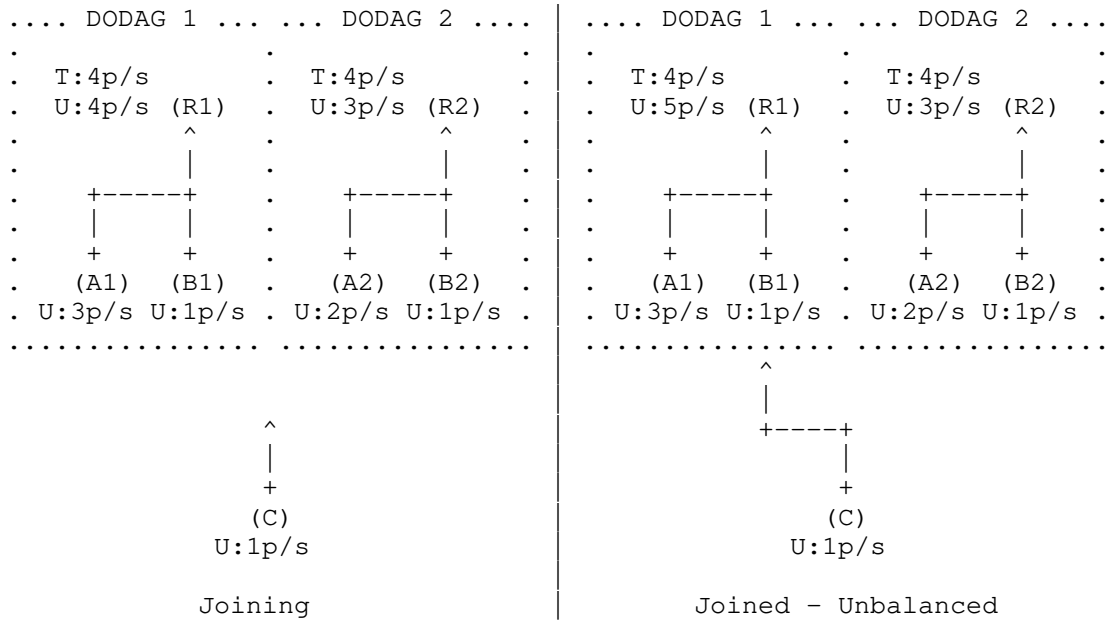 .... DODAG 1 ... ... DODAG 2 .... | .... DODAG 1 ... ... DODAG 2 ....
T:4p/s T:4p/s | T:4p/s T:4p/s
U:4p/s (R1) U:3p/s (R2) | U:5p/s (R1) U:3p/s (R2)
(A1) (B1) (A2) (B2) | (A1) (B1) (A2) (B2)
U:3p/s U:1p/s U:2p/s U:1p/s | U:3p/s U:1p/s U:2p/s U:1p/s
(C) | (C)
U:1p/s | U:1p/s
Joining | Joined - Unbalanced